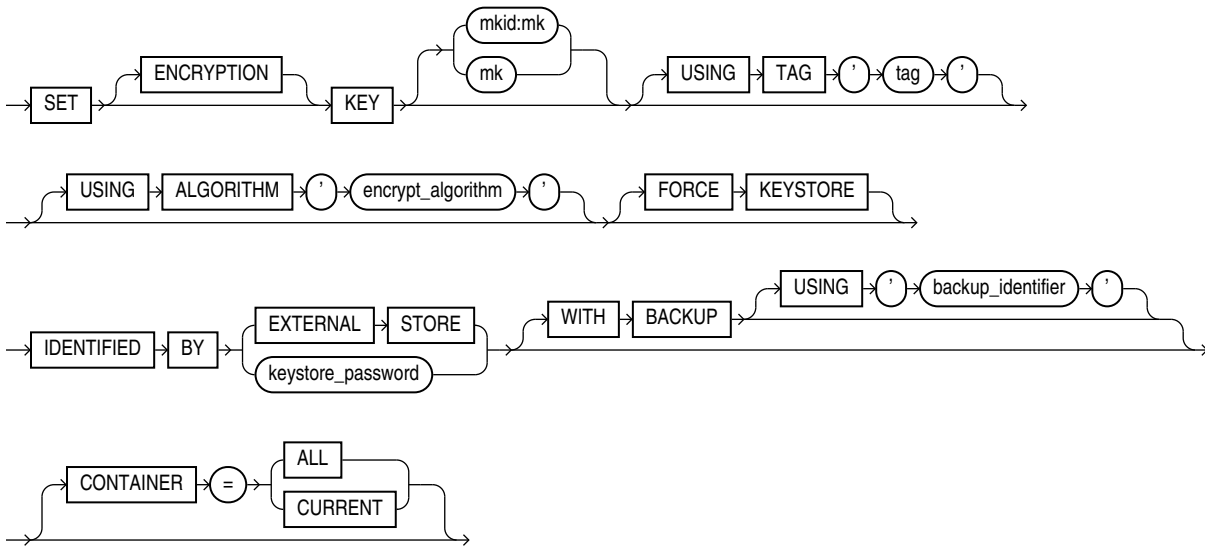 mkid:mk
ENCRYPTION mk USING TAG ’ tag ’
SET KEY
USING ALGORITHM ’ encrypt_algorithm ’ FORCE KEYSTORE
USING ’ backup_identifier ’
EXTERNAL STORE WITH BACKUP
IDENTIFIED BY
keystore_password
ALL
CONTAINER =
CURRENT